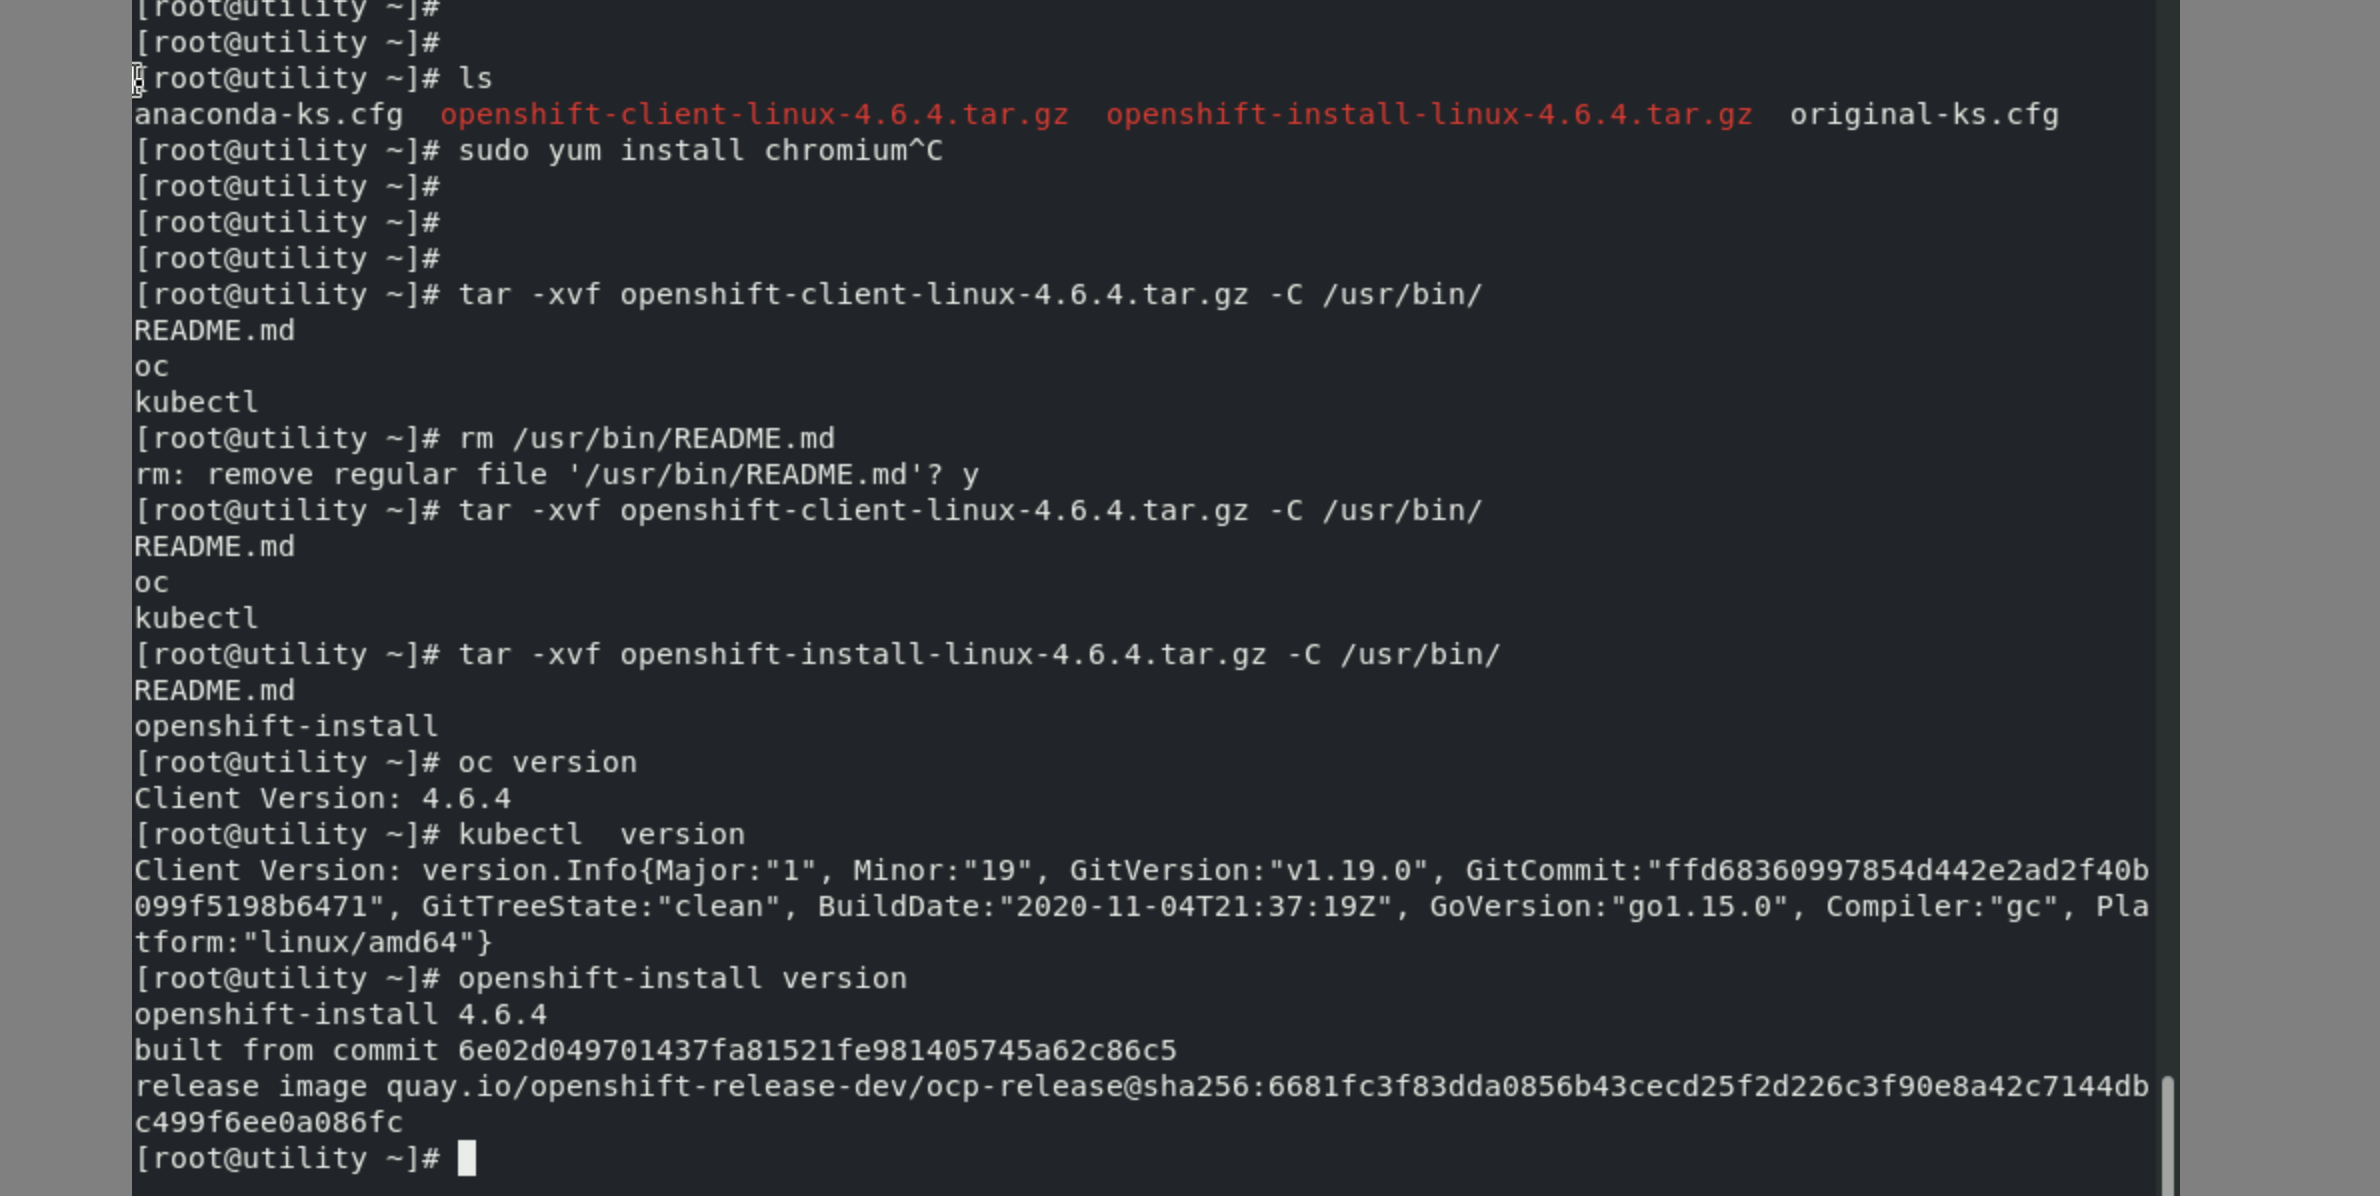 [root@utility ~]#
[root@utility ~]#
[root@utility ~]# ls
anaconda-ks.cfg  openshift-client-linux-4.6.4.tar.gz  openshift-install-linux-4.6.4.tar.gz  original-ks.cfg
[root@utility ~]# sudo yum install chromium^C
[root@utility ~]#
[root@utility ~]#
[root@utility ~]#
[root@utility ~]# tar -xvf openshift-client-linux-4.6.4.tar.gz -C /usr/bin/
README.md
oc
kubectl
[root@utility ~]# rm /usr/bin/README.md
rm: remove regular file '/usr/bin/README.md'? y
[root@utility ~]# tar -xvf openshift-client-linux-4.6.4.tar.gz -C /usr/bin/
README.md
oc
kubectl
[root@utility ~]# tar -xvf openshift-install-linux-4.6.4.tar.gz -C /usr/bin/
README.md
openshift-install
[root@utility ~]# oc version
Client Version: 4.6.4
[root@utility ~]# kubectl  version
Client Version: version.Info{Major:"1", Minor:"19", GitVersion:"v1.19.0", GitCommit:"ffd68360997854d442e2ad2f40b
099f5198b6471", GitTreeState:"clean", BuildDate:"2020-11-04T21:37:19Z", GoVersion:"go1.15.0", Compiler:"gc", Pla
tform:"linux/amd64"}
[root@utility ~]# openshift-install version
openshift-install 4.6.4
built from commit 6e02d049701437fa81521fe981405745a62c86c5
release image quay.io/openshift-release-dev/ocp-release@sha256:6681fc3f83dda0856b43cecd25f2d226c3f90e8a42c7144db
c499f6ee0a086fc
[root@utility ~]#